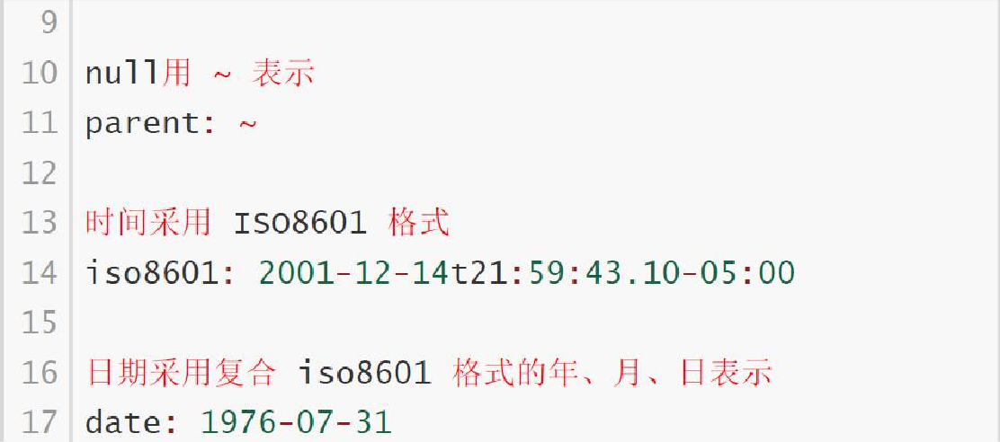 9
10 null用 ~ 表示
11 parent: ~
12
13 时间采用 ISO8601 格式
14 iso8601: 2001-12-14t21:59:43.10-05:00
15
16 日期采用复合 iso8601 格式的年、月、日表示
17 date: 1976-07-31